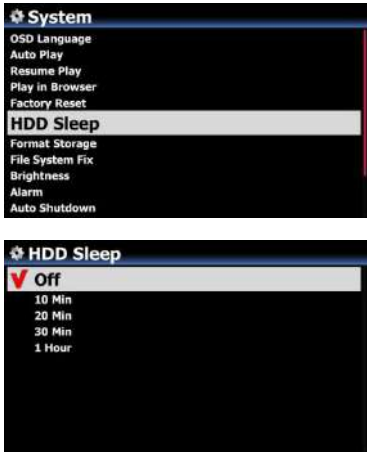 System
OSD Language
Auto Play
Resume Play
Play in Browser
Factory Reset
HDD Sleep
Format Storage
File System Fix
Brightness
Alarm
Auto Shutdown
HDD Sleep
Off
10 Min
20 Min
30 Min
1 Hour